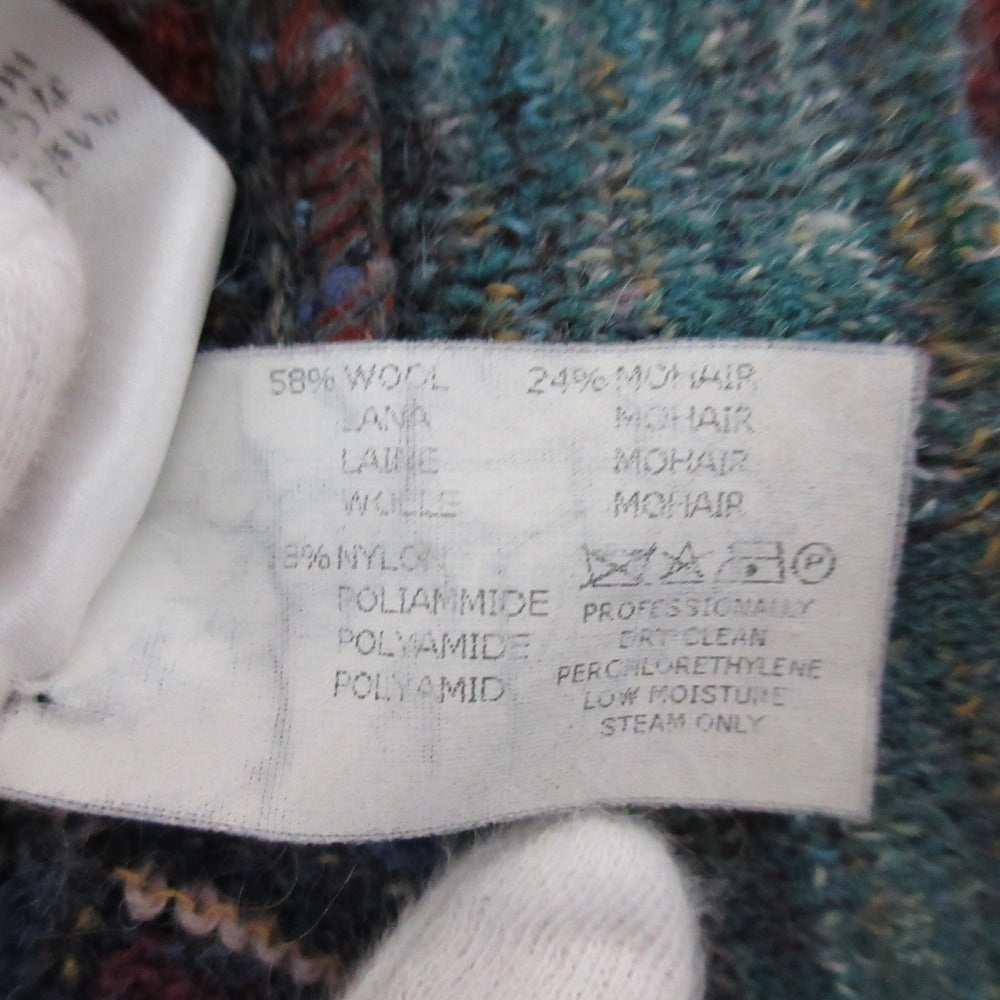 58% WOOL 24% MOHAIR
LANA MOHAIR
LAINE MOHAIR
WOLLE MOHAIR
8% NYLON
POLIAMMIDE
POLYAMIDE
POLYAMID
P
PROFESSIONALLY
DRY CLEAN
PERCHLORETHYLENE
LOW MOISTURE
STEAM ONLY